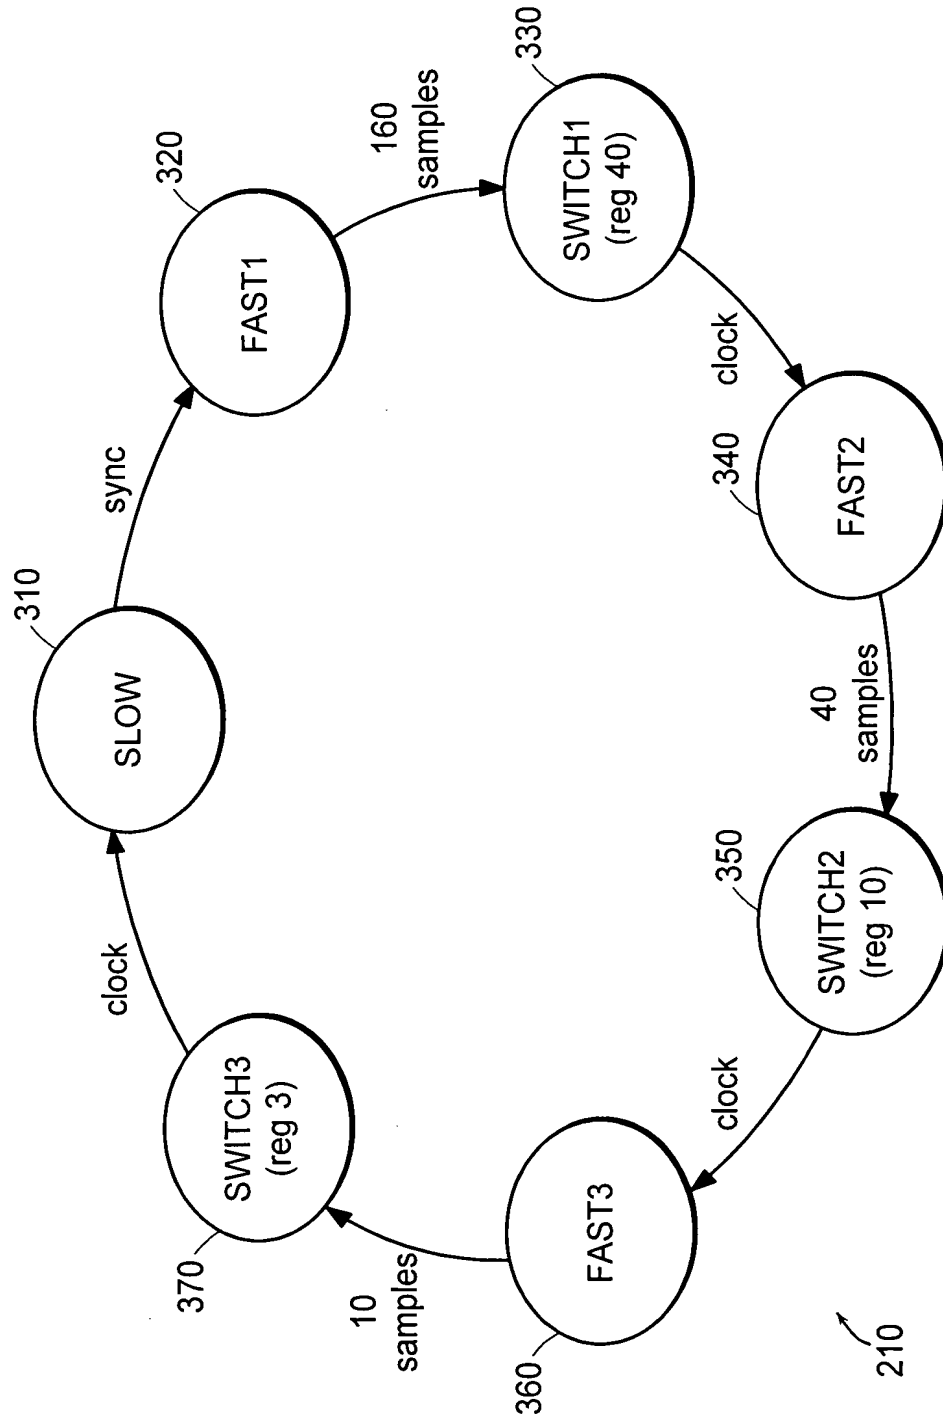 310
SLOW
sync
320
FAST1
160
samples
330
SWITCH1
(reg 40)
clock
340
FAST2
40
samples
350
SWITCH2
(reg 10)
clock
360
FAST3
10
samples
370
SWITCH3
(reg 3)
clock
210